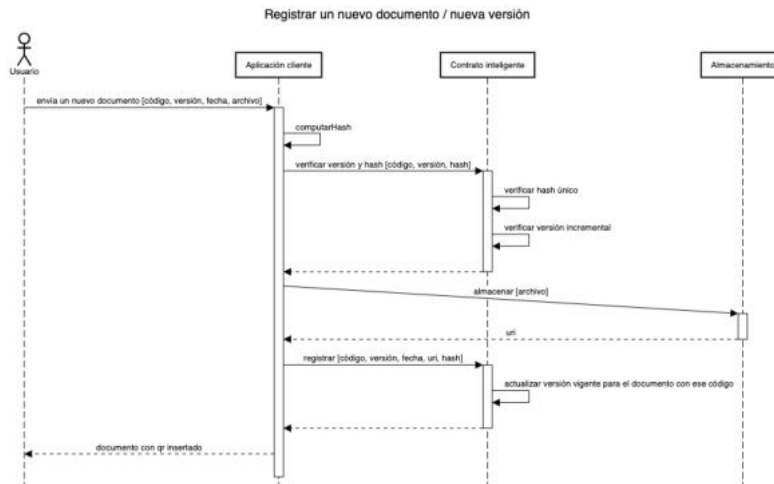 Registrar un nuevo documento / nueva versión
Usuario
Aplicación cliente
Contrato inteligente
Almacenamiento
envía un nuevo documento [código, versión, fecha, archivo]
computarHash
verificar versión y hash [código, versión, hash]
verificar hash único
verificar versión incremental
almacenar [archivo]
uri
registrar [código, versión, fecha, uri, hash]
actualizar versión vigente para el documento con ese código
documento con qr insertado